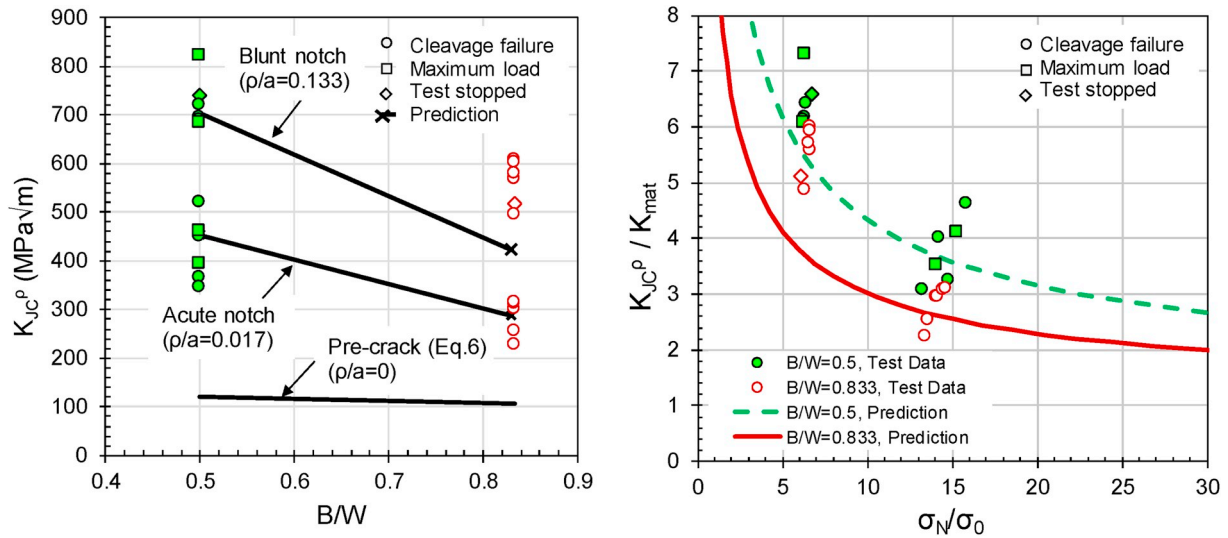 900
800
700
600
500
400
300
200
100
0
K_JC^ρ (MPa√m)
Blunt notch
(ρ/a=0.133)
Cleavage failure
Maximum load
Test stopped
Prediction
Acute notch
(ρ/a=0.017)
Pre-crack (Eq.6)
(ρ/a=0)
0.4 0.5 0.6 0.7 0.8 0.9
B/W
8
7
6
5
4
3
2
1
0
K_JC^ρ / K_mat
Cleavage failure
Maximum load
Test stopped
B/W=0.5, Test Data
B/W=0.833, Test Data
B/W=0.5, Prediction
B/W=0.833, Prediction
0 5 10 15 20 25 30
σ_N/σ_0